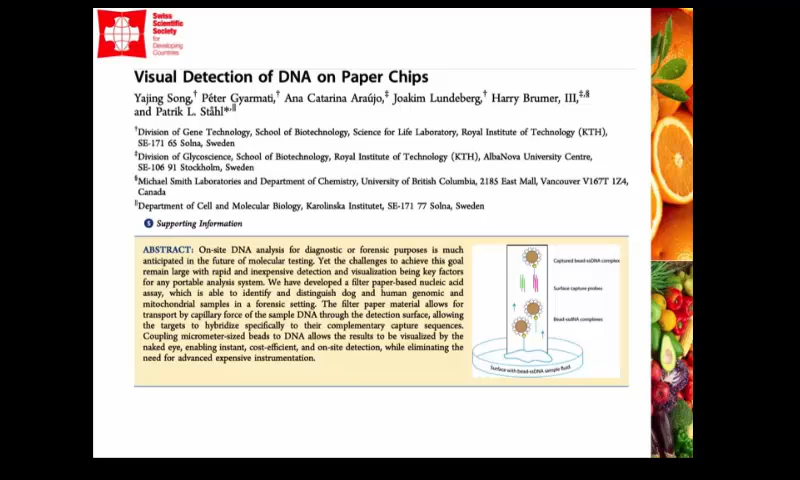 Swiss
Scientific
Society
for
Developing
Countries
Visual Detection of DNA on Paper Chips
Yajing Song,† Péter Gyarmati,† Ana Catarina Araújo,‡ Joakim Lundeberg,† Harry Brumer, III,‡,§
and Patrik L. Ståhl*,||
†Division of Gene Technology, School of Biotechnology, Science for Life Laboratory, Royal Institute of Technology (KTH),
SE-171 65 Solna, Sweden
‡Division of Glycoscience, School of Biotechnology, Royal Institute of Technology (KTH), AlbaNova University Centre,
SE-106 91 Stockholm, Sweden
§Michael Smith Laboratories and Department of Chemistry, University of British Columbia, 2185 East Mall, Vancouver V167T 1Z4,
Canada
||Department of Cell and Molecular Biology, Karolinska Institutet, SE-171 77 Solna, Sweden
S Supporting Information
ABSTRACT: On-site DNA analysis for diagnostic or forensic purposes is much
anticipated in the future of molecular testing. Yet the challenges to achieve this goal
remain large with rapid and inexpensive detection and visualization being key factors
for any portable analysis system. We have developed a filter paper-based nucleic acid
assay, which is able to identify and distinguish dog and human genomic and
mitochondrial samples in a forensic setting. The filter paper material allows for
transport by capillary force of the sample DNA through the detection surface, allowing
the targets to hybridize specifically to their complementary capture sequences.
Coupling micrometer-sized beads to DNA allows the results to be visualized by the
naked eye, enabling instant, cost-efficient, and on-site detection, while eliminating the
need for advanced expensive instrumentation.
Captured bead-ssDNA complex
Surface capture probes
Bead-ssDNA complexes
Surface with bead-ssDNA sample fluid